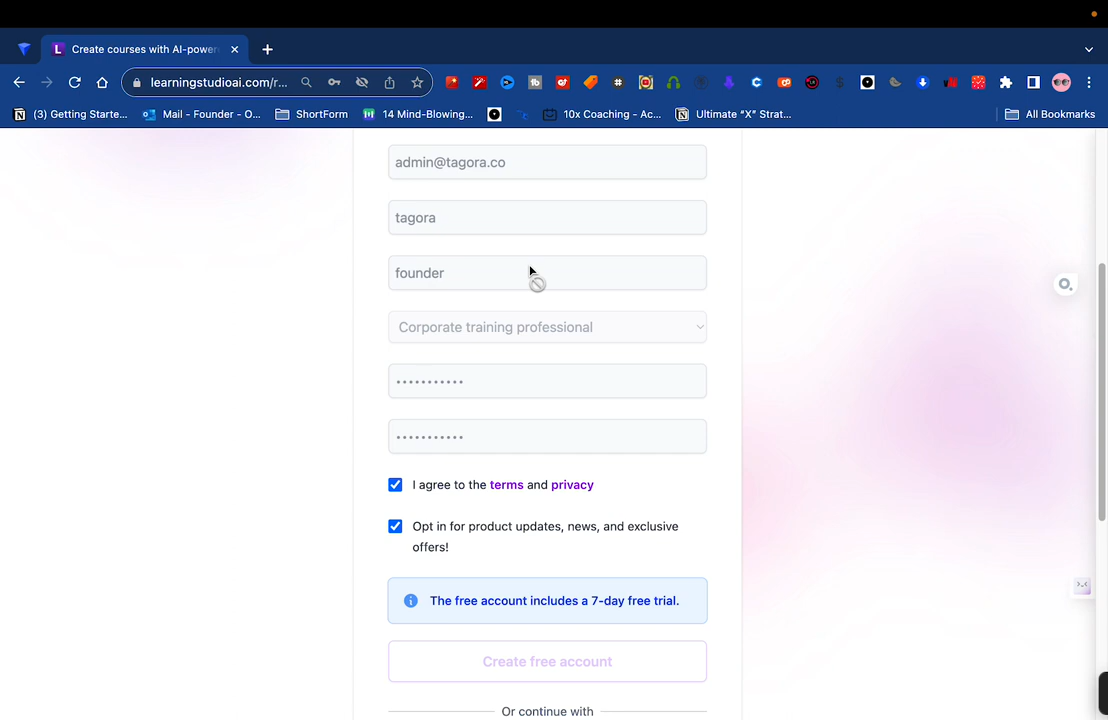 Create courses with AI-power
learningstudioai.com/r...
(3) Getting Starte...
Mail - Founder - O...
ShortForm
14 Mind-Blowing...
10x Coaching - Ac...
Ultimate “X” Strat...
All Bookmarks
admin@tagora.co
tagora
founder
Corporate training professional
I agree to the terms and privacy
Opt in for product updates, news, and exclusive
offers!
The free account includes a 7-day free trial.
Create free account
Or continue with